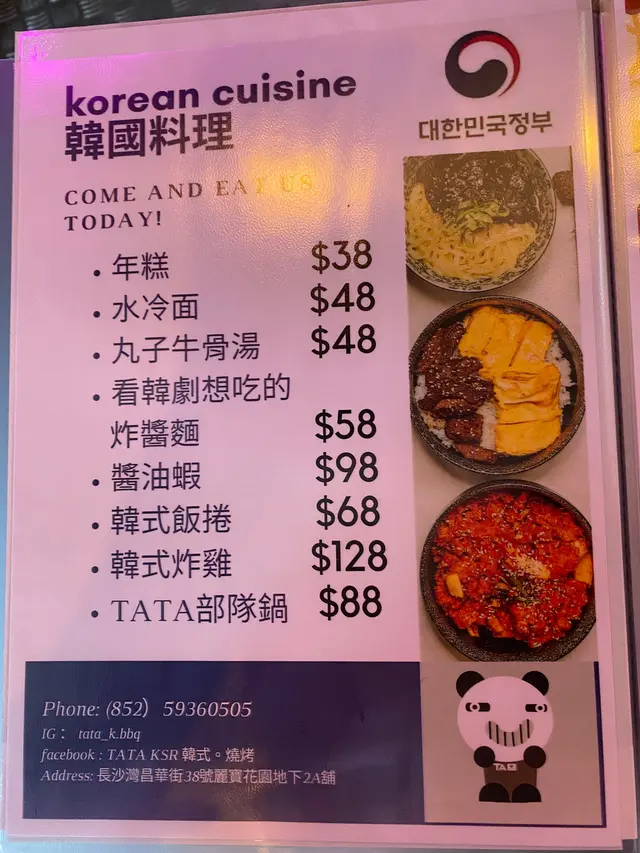 korean cuisine
韓國料理
대한민국정부
COME AND EAT US
TODAY!
• 年糕 $38
• 水冷面 $48
• 丸子牛骨湯 $48
• 看韓劇想吃的
炸醬麵 $58
• 醬油蝦 $98
• 韓式飯捲 $68
• 韓式炸雞 $128
• TATA部隊鍋 $88
Phone: (852) 59360505
IG： tata_k.bbq
facebook : TATA KSR 韓式。燒烤
Address: 長沙灣昌華街38號麗寶花園地下2A舖